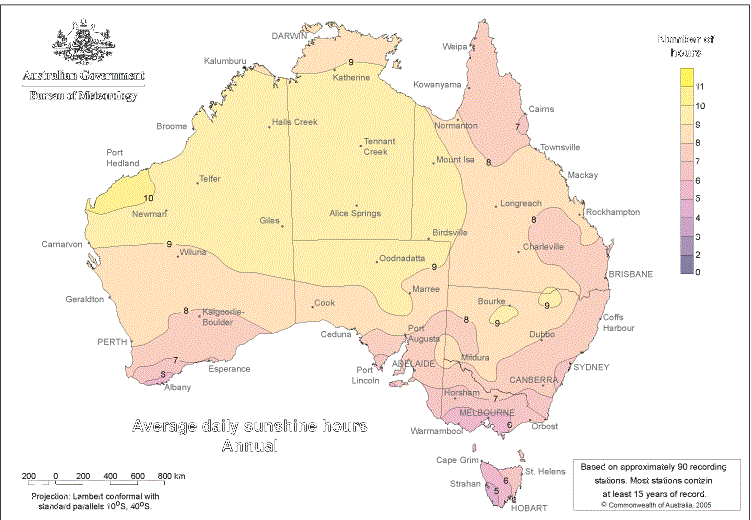 Australian Government
Bureau of Meteorology
Number of
hours
11
10
9
8
7
6
5
4
3
2
0
DARWIN
Kalumburu
Katherine
9
Weipa
Kowanyama
Cairns
7
Normanton
8
Townsville
Mackay
Broome
Halls Creek
Tennant
Creek
Mount Isa
Port
Hedland
10
Telfer
Newman
Giles
Alice Springs
Longreach
8
Rockhampton
Birdsville
Charleville
Carnarvon
9
Wiluna
Oodnadatta
9
BRISBANE
Marree
Geraldton
8
Kalgoorlie-
Boulder
Cook
Bourke
9
9
Coffs
Harbour
PERTH
Ceduna
Port
Augusta
8
Dubbo
7
Esperance
Mildura
SYDNEY
8
Albany
Port
Lincoln
ADELAIDE
CANBERRA
Horsham
7
MELBOURNE
Warrnambool
6
Orbost
Average daily sunshine hours
Annual
Cape Grim
St. Helens
6
Strahan
5
HOBART
200 0 200 400 600 800 km
Projection: Lambert conformal with
standard parallels 10°S, 40°S.
Based on approximately 90 recording
stations. Most stations contain
at least 15 years of record.
© Commonwealth of Australia, 2005